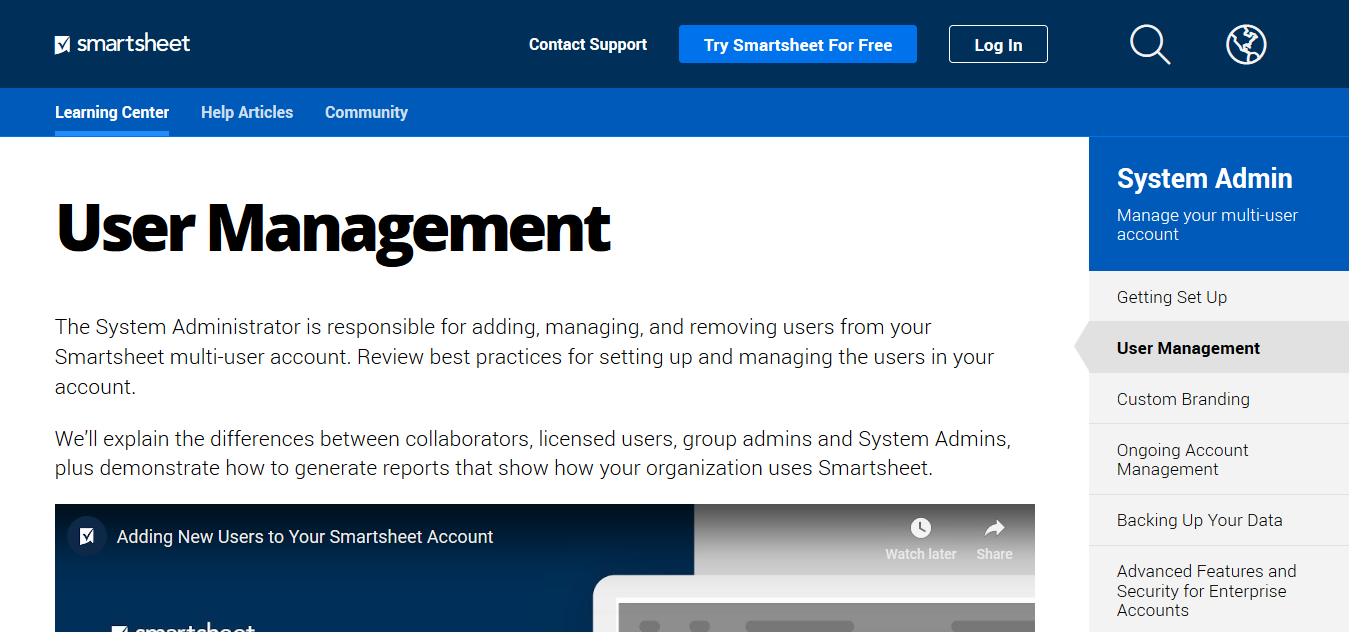 smartsheet
Contact Support
Try Smartsheet For Free
Log In
Learning Center
Help Articles
Community
User Management
The System Administrator is responsible for adding, managing, and removing users from your
Smartsheet multi-user account. Review best practices for setting up and managing the users in your
account.
We’ll explain the differences between collaborators, licensed users, group admins and System Admins,
plus demonstrate how to generate reports that show how your organization uses Smartsheet.
Adding New Users to Your Smartsheet Account
Watch later
Share
smartsheet
System Admin
Manage your multi-user
account
Getting Set Up
User Management
Custom Branding
Ongoing Account
Management
Backing Up Your Data
Advanced Features and
Security for Enterprise
Accounts